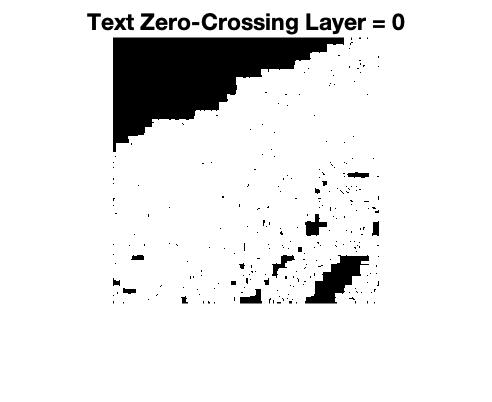 Text Zero-Crossing Layer = 0